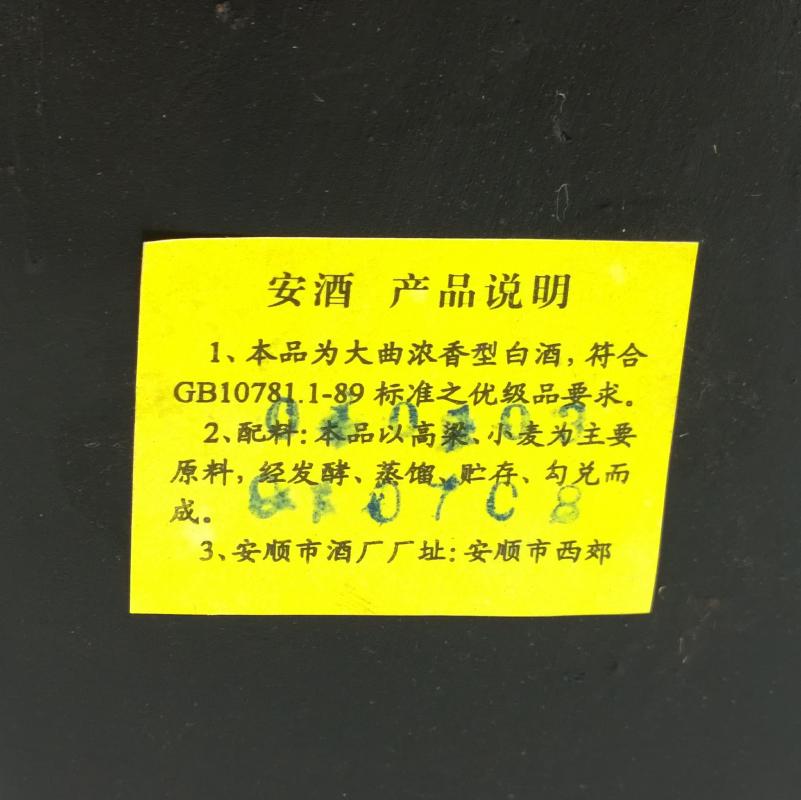 安酒 产品说明
1、本品为大曲浓香型白酒,符合
GB10781.1-89 标准之优级品要求。
2、配料:本品以高粱、小麦为主要
原料,经发酵、蒸馏、贮存、勾兑而
成。
3、安顺市酒厂厂址:安顺市西郊